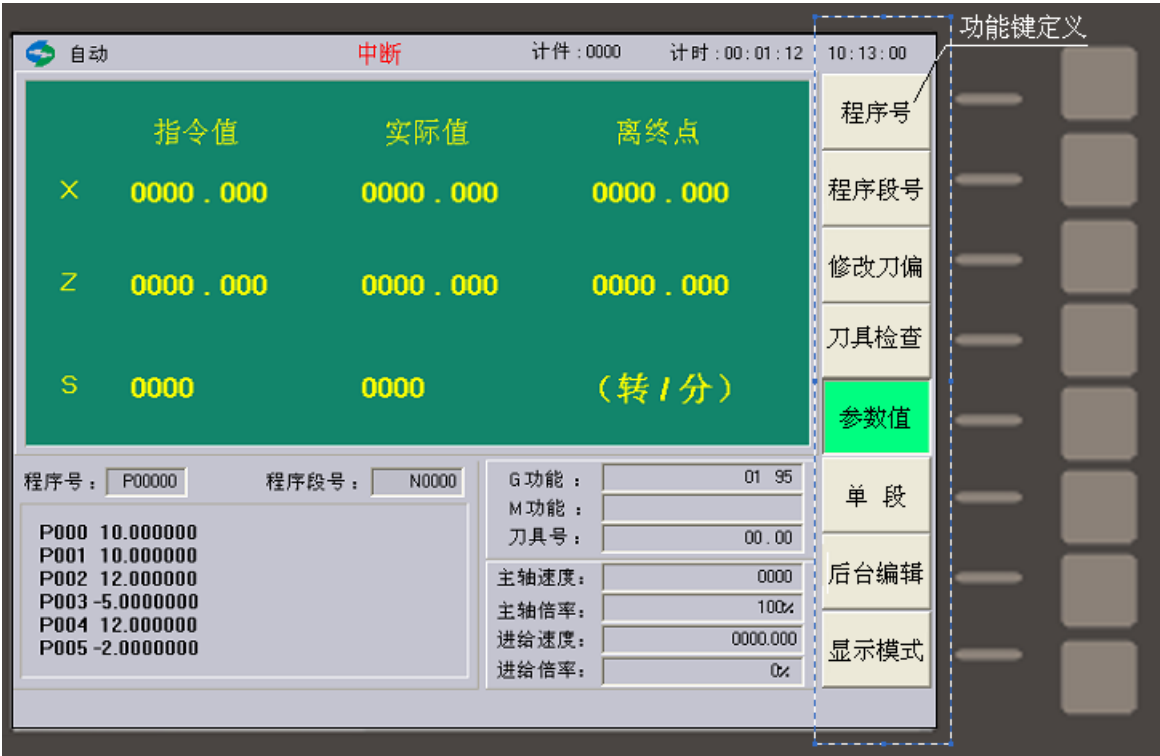 功能键定义
自动 中断 计件:0000 计时:00:01:12 10:13:00
指令值 实际值 离终点
X 0000.000 0000.000 0000.000
Z 0000.000 0000.000 0000.000
S 0000 0000 (转/分)
程序号
程序段号
修改刀偏
刀具检查
参数值
单 段
后台编辑
显示模式
程序号: P00000 程序段号: N0000
P000 10.000000
P001 10.000000
P002 12.000000
P003 -5.0000000
P004 12.000000
P005 -2.0000000
G功能: 01 95
M功能:
刀具号: 00.00
主轴速度: 0000
主轴倍率: 100%
进给速度: 0000.000
进给倍率: 0%